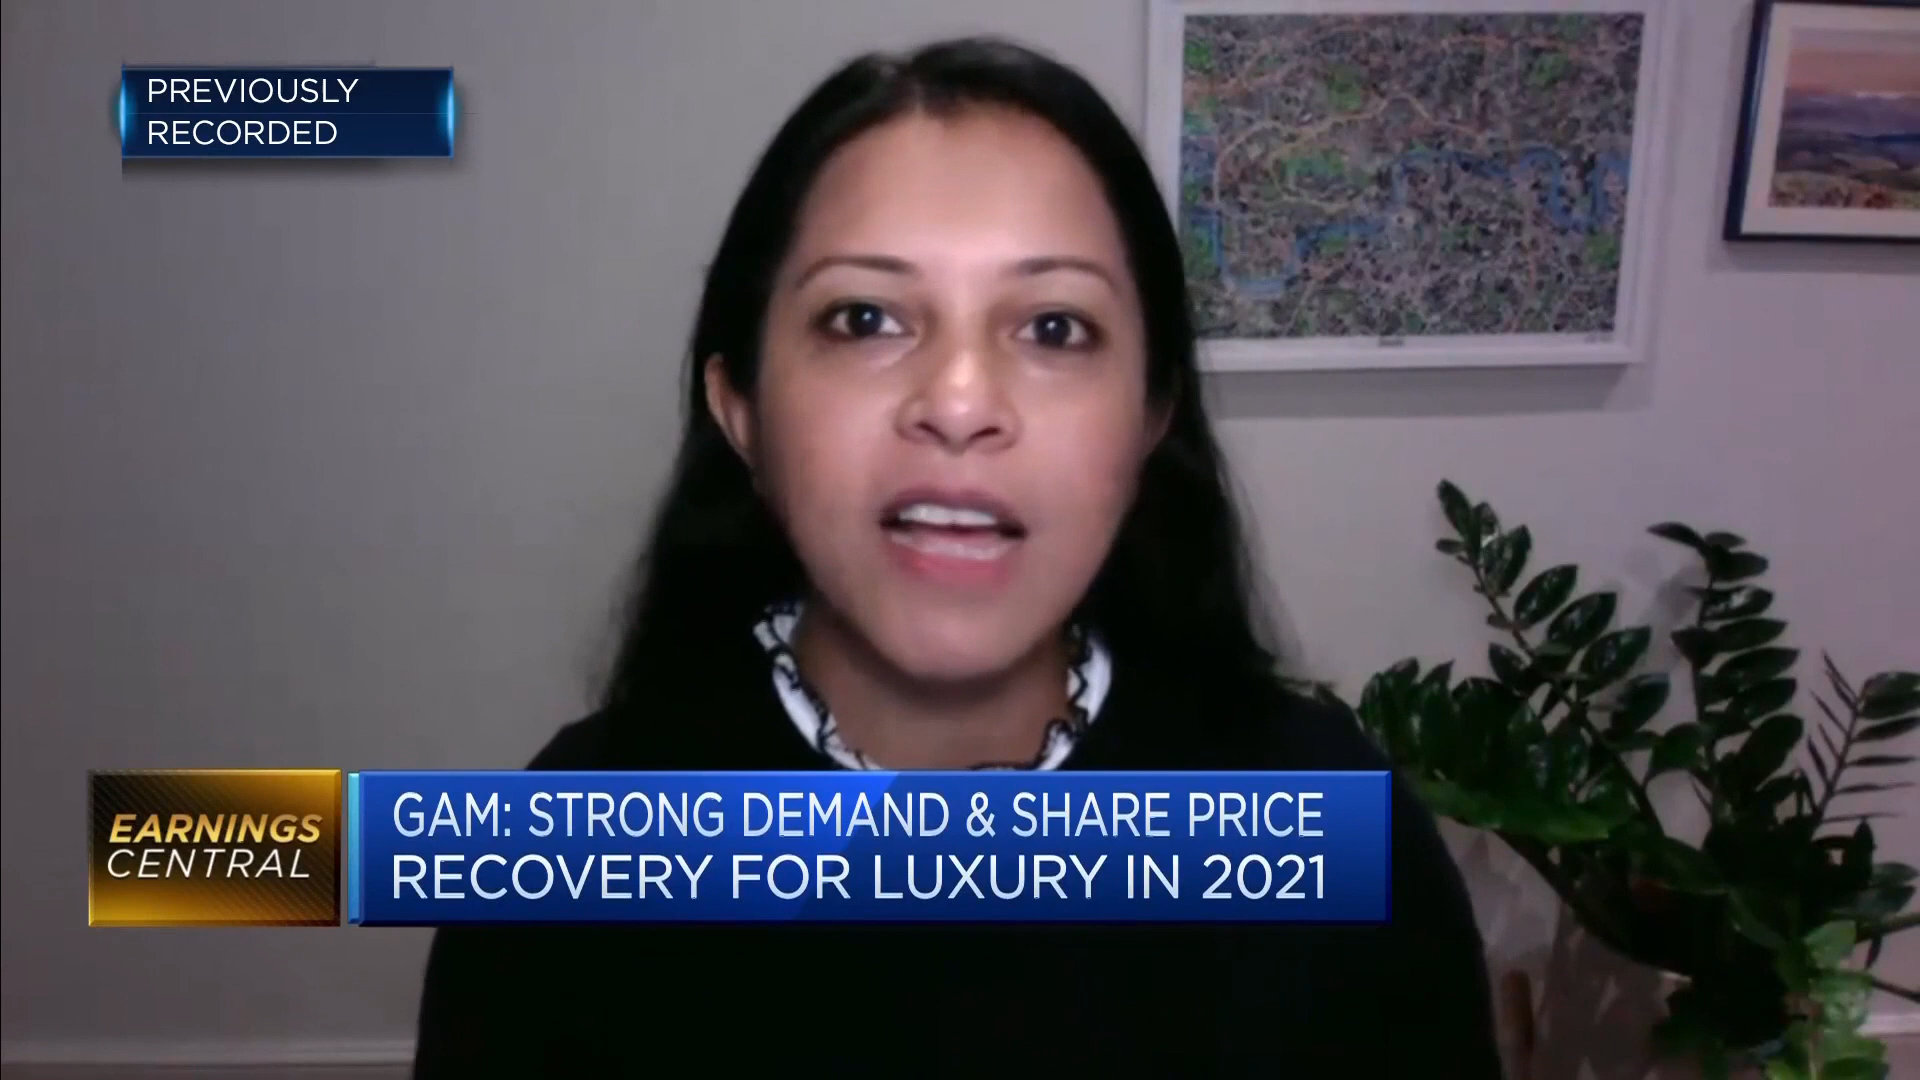 PREVIOUSLY
RECORDED
EARNINGS
CENTRAL
GAM: STRONG DEMAND & SHARE PRICE
RECOVERY FOR LUXURY IN 2021